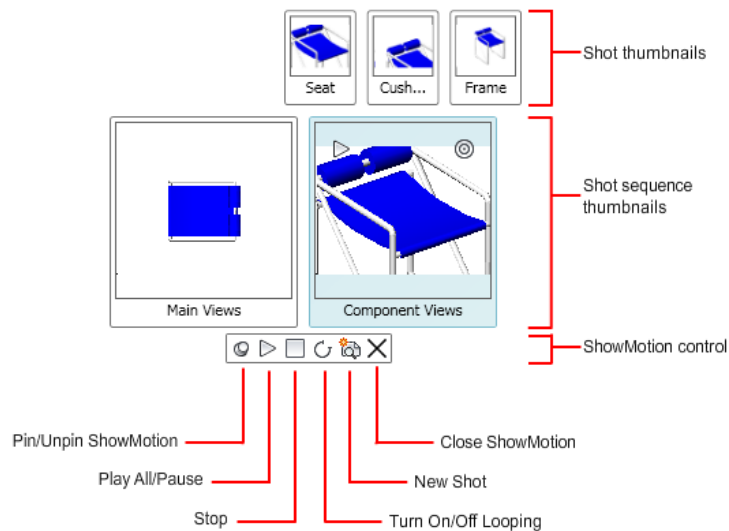 Seat
Cush...
Frame
Shot thumbnails
Shot sequence
thumbnails
Main Views
Component Views
ShowMotion control
Pin/Unpin ShowMotion
Close ShowMotion
Play All/Pause
New Shot
Stop
Turn On/Off Looping